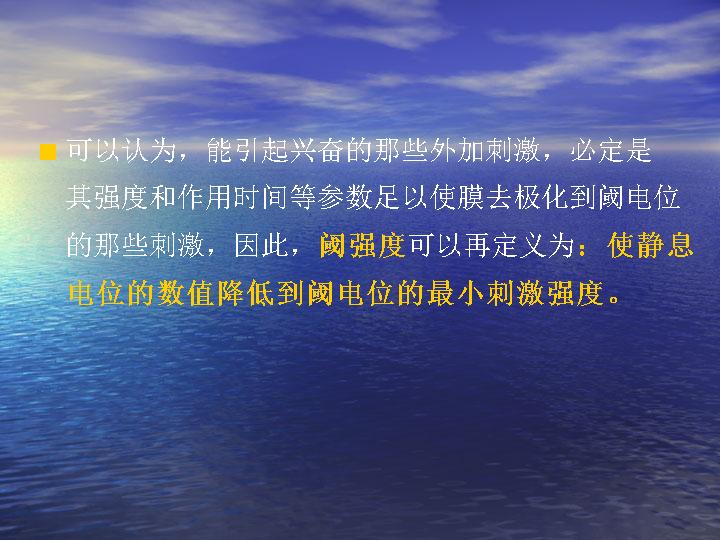 可以认为，能引起兴奋的那些外加刺激，必定是
其强度和作用时间等参数足以使膜去极化到阈电位
的那些刺激，因此，阈强度可以再定义为：使静息
电位的数值降低到阈电位的最小刺激强度。